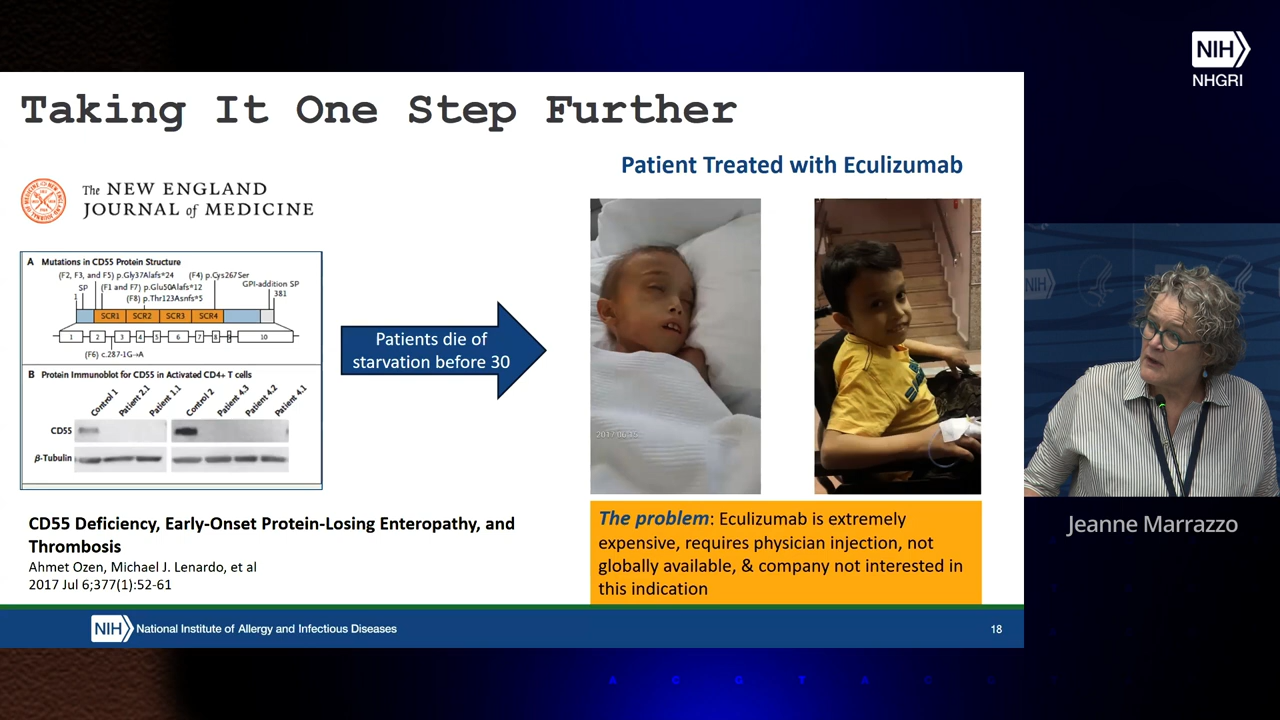 NIH
NHGRI
Taking It One Step Further
Patient Treated with Eculizumab
The NEW ENGLAND
JOURNAL of MEDICINE
A Mutations in CD55 Protein Structure
(F2, F3, and F5) p.Gly37Alafs*24
(F4) p.Cys267Ser
SP
(F1 and F7) p.Glu50Alafs*12
GPI-addition SP
1
(F8) p.Thr123Asnfs*5
381
SCR1
SCR2
SCR3
SCR4
1 2 3 4 5 6 7 8 10
(F6) c.287-1G→A
B Protein Immunoblot for CD55 in Activated CD4+ T cells
Control 1
Patient 2.1
Patient 1.1
Control 2
Patient 4.3
Patient 4.2
Patient 4.1
CD55
β-Tubulin
Patients die of
starvation before 30
CD55 Deficiency, Early-Onset Protein-Losing Enteropathy, and
Thrombosis
Ahmet Ozen, Michael J. Lenardo, et al
2017 Jul 6;377(1):52-61
The problem: Eculizumab is extremely
expensive, requires physician injection, not
globally available, & company not interested in
this indication
NIH National Institute of Allergy and Infectious Diseases
18
NIH
Jeanne Marrazzo
A C G T A C